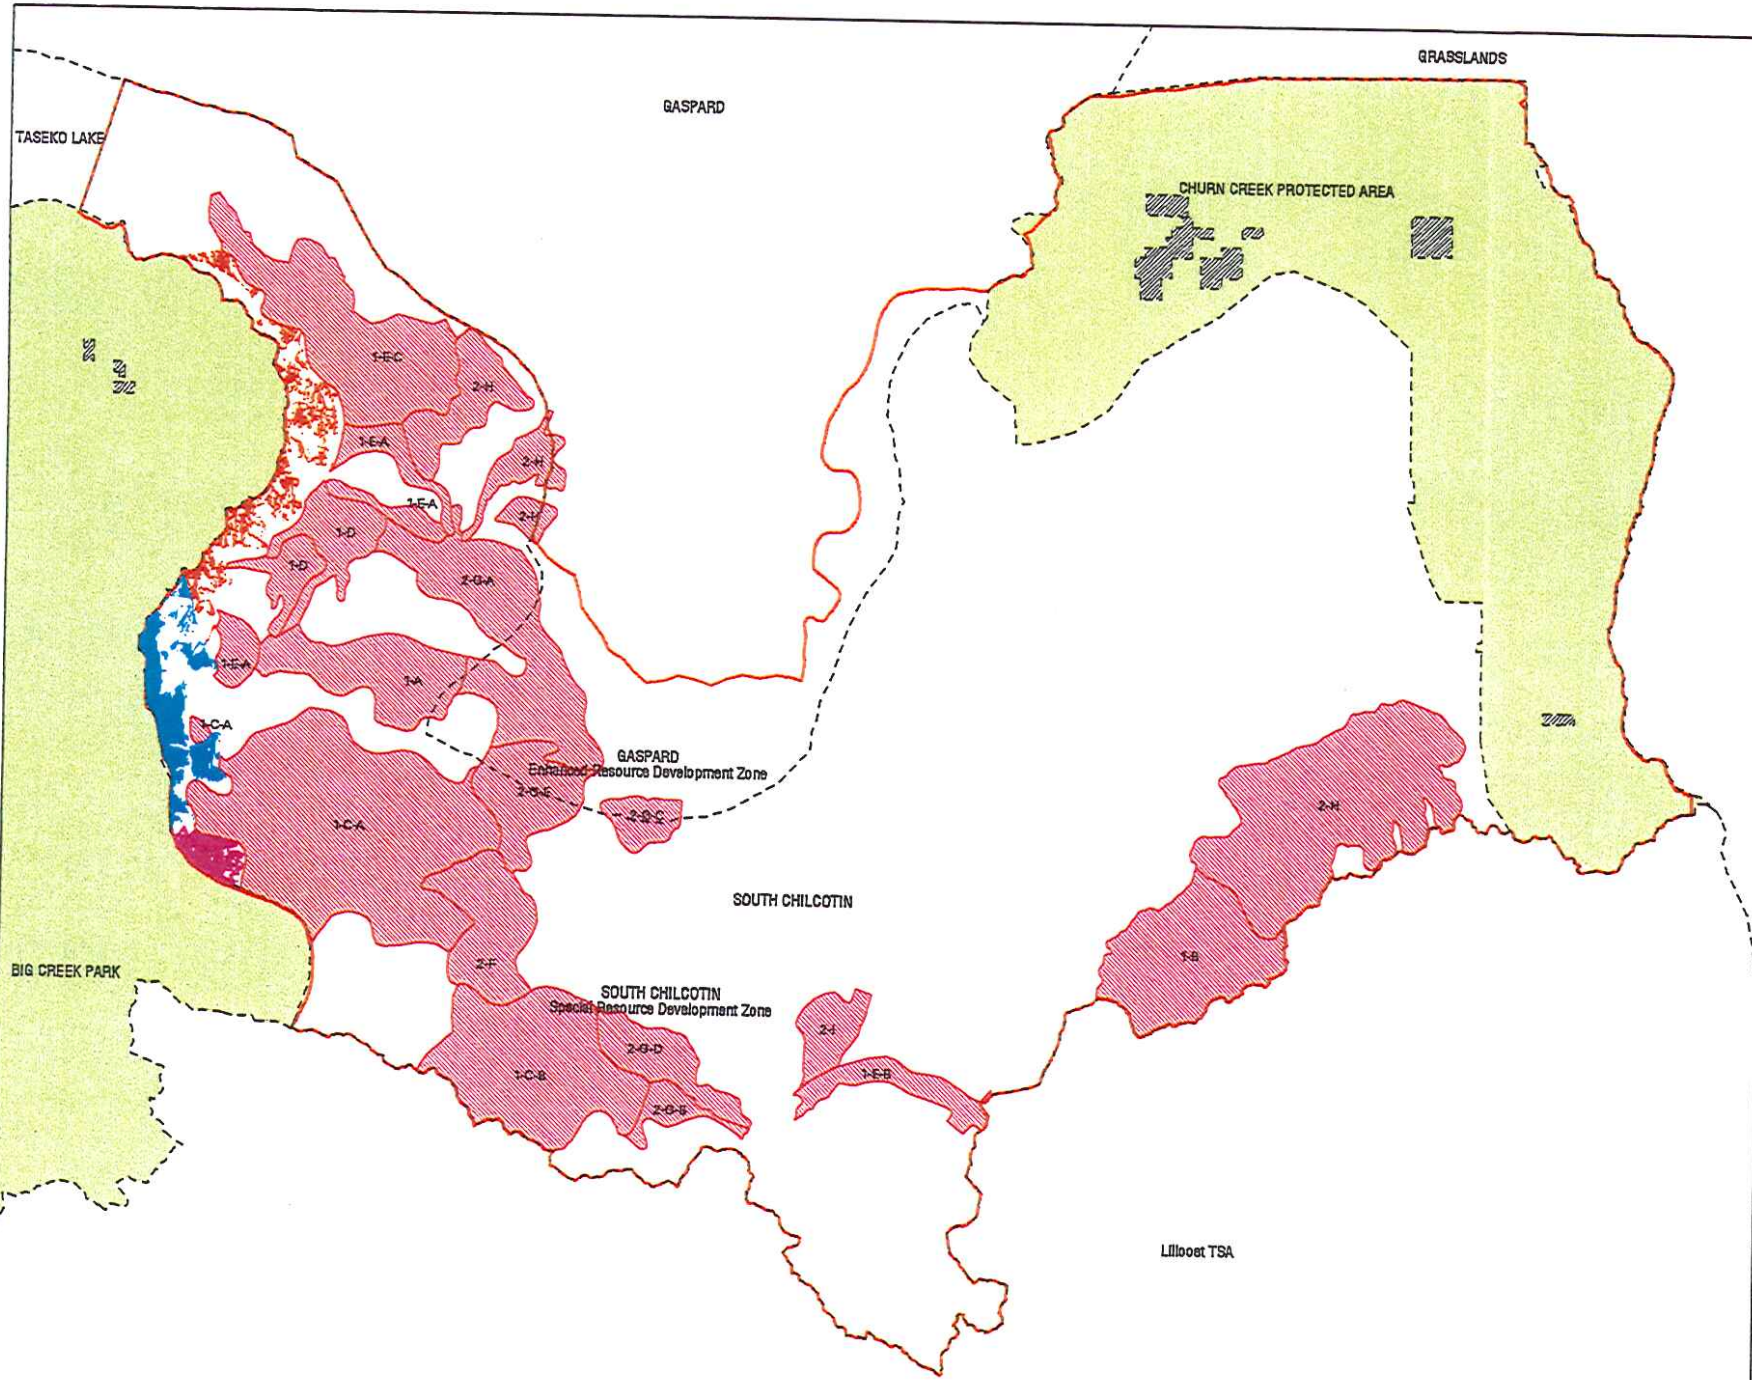 GRASSLANDS
GASPARD
TASEKO LAKE
CHURN CREEK PROTECTED AREA
1-E-C
2-H
1-E-A
2-H
1-E-A
1-D
1-D
2-G-A
1-E-A
1-A
1-C-A
GASPARD
Enhanced Resource Development Zone
2-G-E
2-G-C
2-H
1-C-A
SOUTH CHILCOTIN
1-B
2-F
BIG CREEK PARK
SOUTH CHILCOTIN
Special Resource Development Zone
2-I
2-G-D
1-C-B
1-E-B
2-G-B
Lillooet TSA